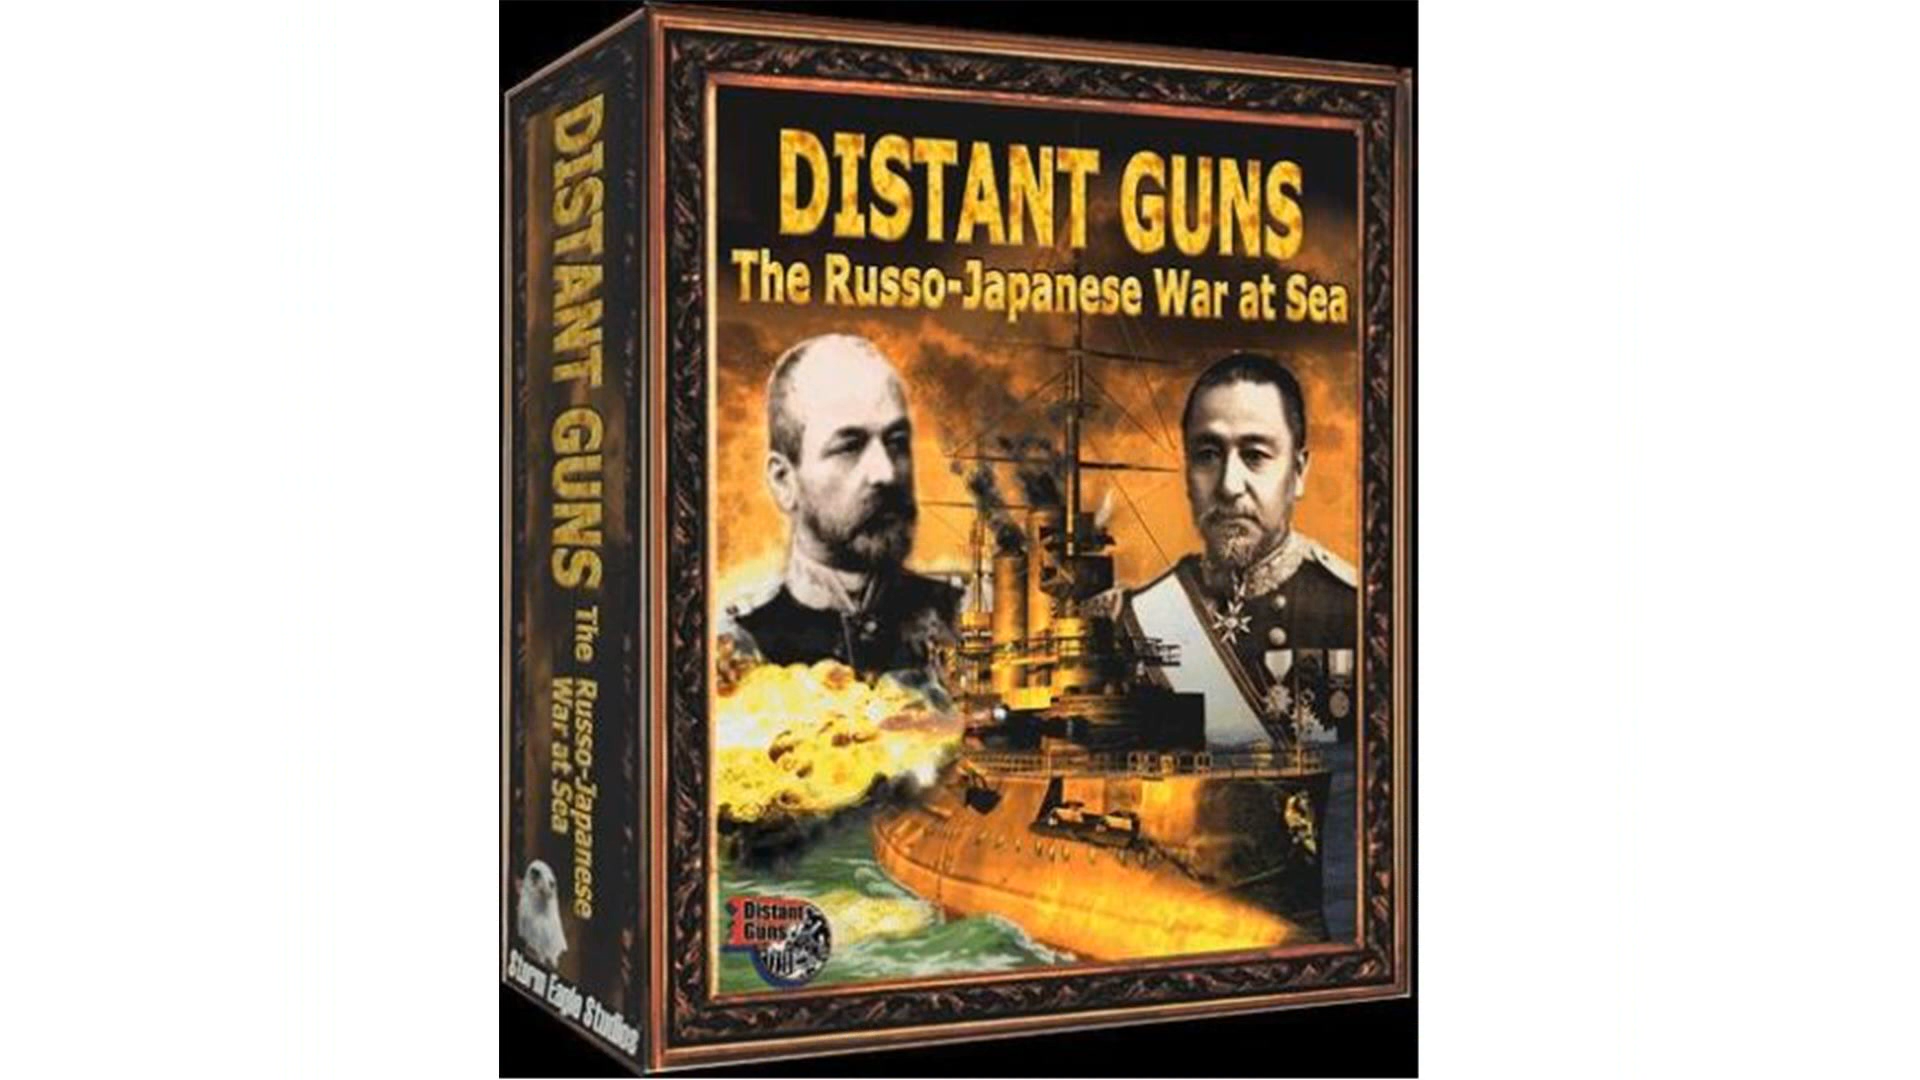 DISTANT GUNS
The Russo-Japanese War at Sea
DISTANT GUNS
The Russo-Japanese
War at Sea
Storm Eagle Studios
Distant
Guns